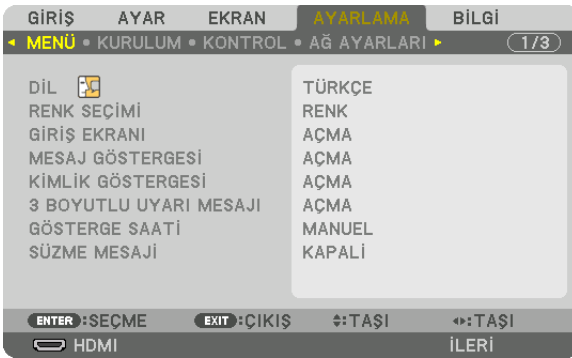 GİRİŞ AYAR EKRAN AYARLAMA BİLGİ
MENÜ • KURULUM • KONTROL • AĞ AYARLARI 1/3
DİL TÜRKÇE
RENK SEÇİMİ RENK
GİRİŞ EKRANI AÇMA
MESAJ GÖSTERGESİ AÇMA
KİMLİK GÖSTERGESİ AÇMA
3 BOYUTLU UYARI MESAJI AÇMA
GÖSTERGE SAATİ MANUEL
SÜZME MESAJİ KAPALİ
ENTER :SEÇME EXIT :ÇIKIŞ :TAŞI :TAŞI
HDMI İLERİ